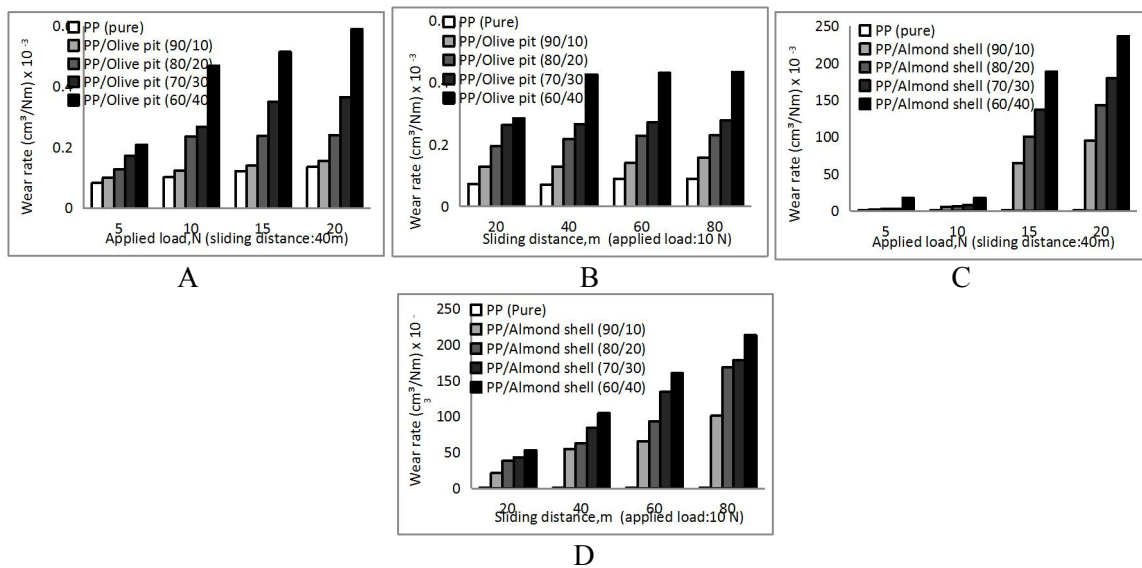 0.6
0.4
0.2
0
Wear rate (cm³/Nm) x 10 -3
PP (pure)
PP/Olive pit (90/10)
PP/Olive pit (80/20)
PP/Olive pit (70/30)
PP/Olive pit (60/40
5 10 15 20
Applied load,N (sliding distance:40m)
A
0.2
0
Wear rate (cm³/Nm) x 10 -3
PP (Pure)
PP/Olive pit (90/10)
PP/Olive pit (80/20)
PP/Olive pit (70/30
PP/Olive pit (60/40
20 40 60 80
Sliding distance,m (applied load:10 N)
B
250
200
150
100
50
0
Wear rate (cm³/Nm) x 10 -3
PP (pure)
PP/Almond shell (90/10)
PP/Almond shell (80/20)
PP/Almond shell (70/30)
PP/Almond shell (60/40)
5 10 15 20
Applied load,N (sliding distance:40m)
C
250
200
150
100
50
0
Wear rate (cm³/Nm) x 10 -
3
PP (Pure)
PP/Almond shell (90/10)
PP/Almond shell (80/20)
PP/Almond shell (70/30)
PP/Almond shell (60/40)
20 40 60 80
Sliding distance,m (applied load:10 N)
D